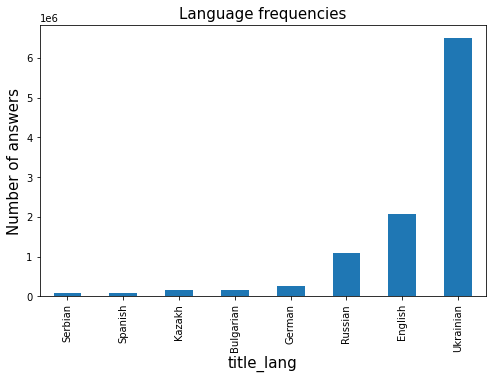 Language frequencies
1e6
6
5
4
3
2
1
0
Number of answers
Serbian
Spanish
Kazakh
Bulgarian
German
Russian
English
Ukrainian
title_lang